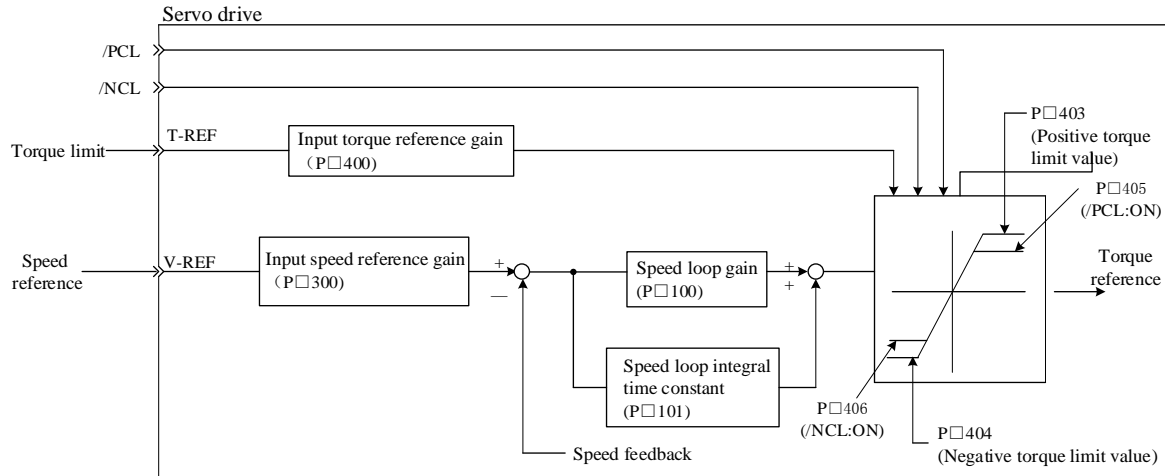 Servo drive
/PCL
/NCL
T-REF
Torque limit
Input torque reference gain
（P□400）
P□403
(Positive torque
limit value)
P□405
(/PCL:ON)
Speed
reference
V-REF
Input speed reference gain
（P□300）
+
—
Speed loop gain
(P□100)
+
+
Torque
reference
Speed loop integral
time constant
(P□101)
P□406
(/NCL:ON)
P□404
(Negative torque limit value)
Speed feedback